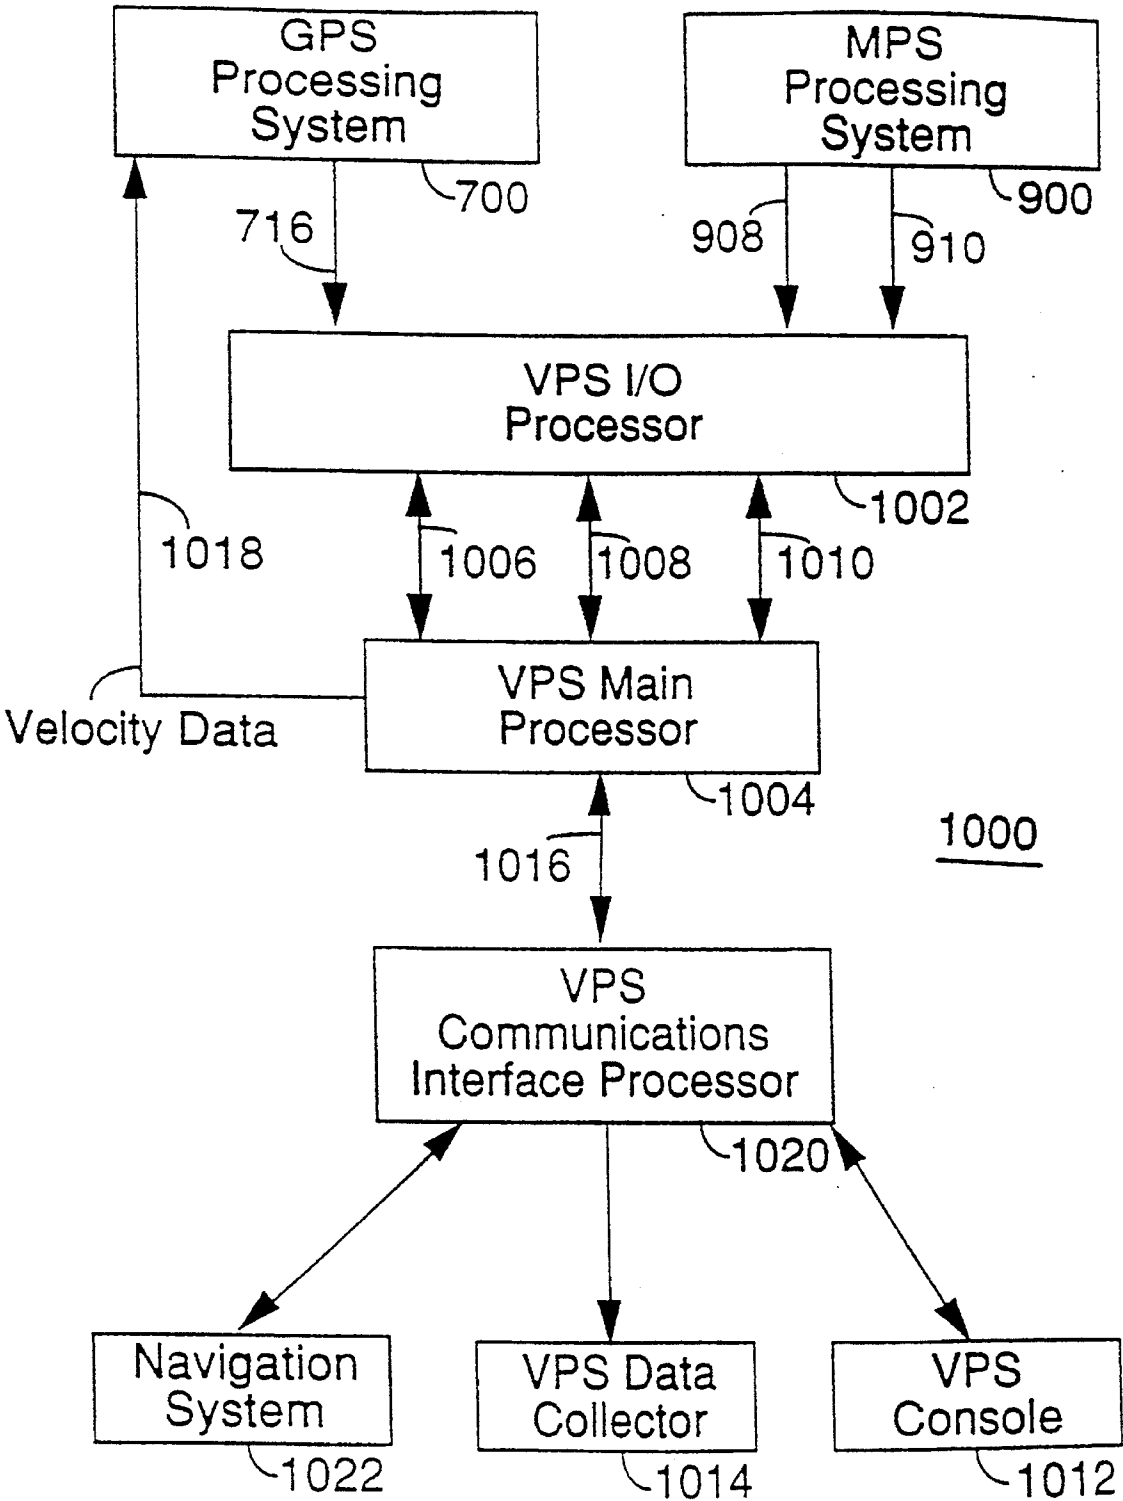 GPS
Processing
System
700
MPS
Processing
System
900
716
908
910
VPS I/O
Processor
1002
1018
1006
1008
1010
VPS Main
Processor
1004
Velocity Data
1016
1000
VPS
Communications
Interface Processor
1020
Navigation
System
1022
VPS Data
Collector
1014
VPS
Console
1012